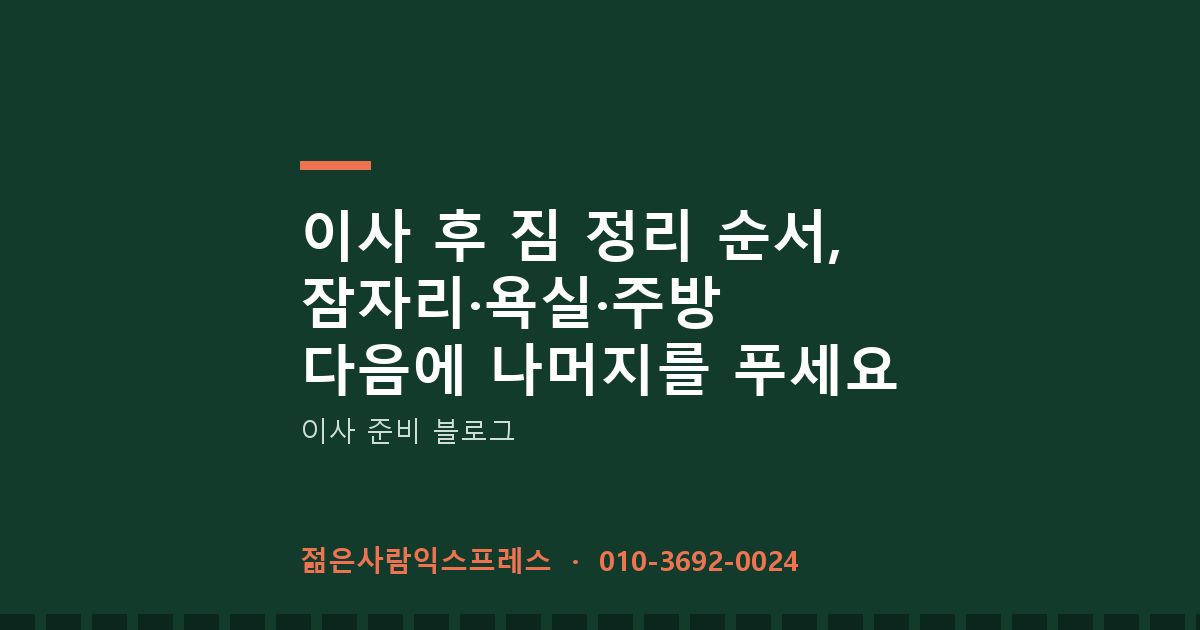 이사 후 짐 정리 순서,
잠자리·욕실·주방
다음에 나머지를 푸세요
이사 준비 블로그
젊은사람익스프레스 · 010-3692-0024